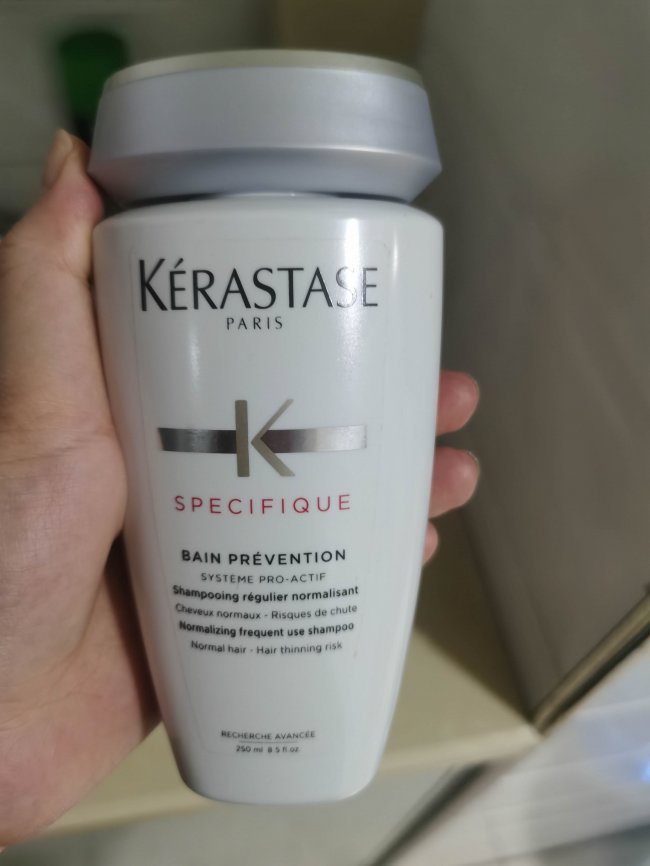 KÉRASTASE
PARIS
K
SPECIFIQUE
BAIN PRÉVENTION
SYSTEME PRO-ACTIF
Shampooing régulier normalisant
Cheveux normaux - Risques de chute
Normalizing frequent use shampoo
Normal hair - Hair thinning risk
RECHERCHE AVANCÉE
250 ml 8 5 fl oz